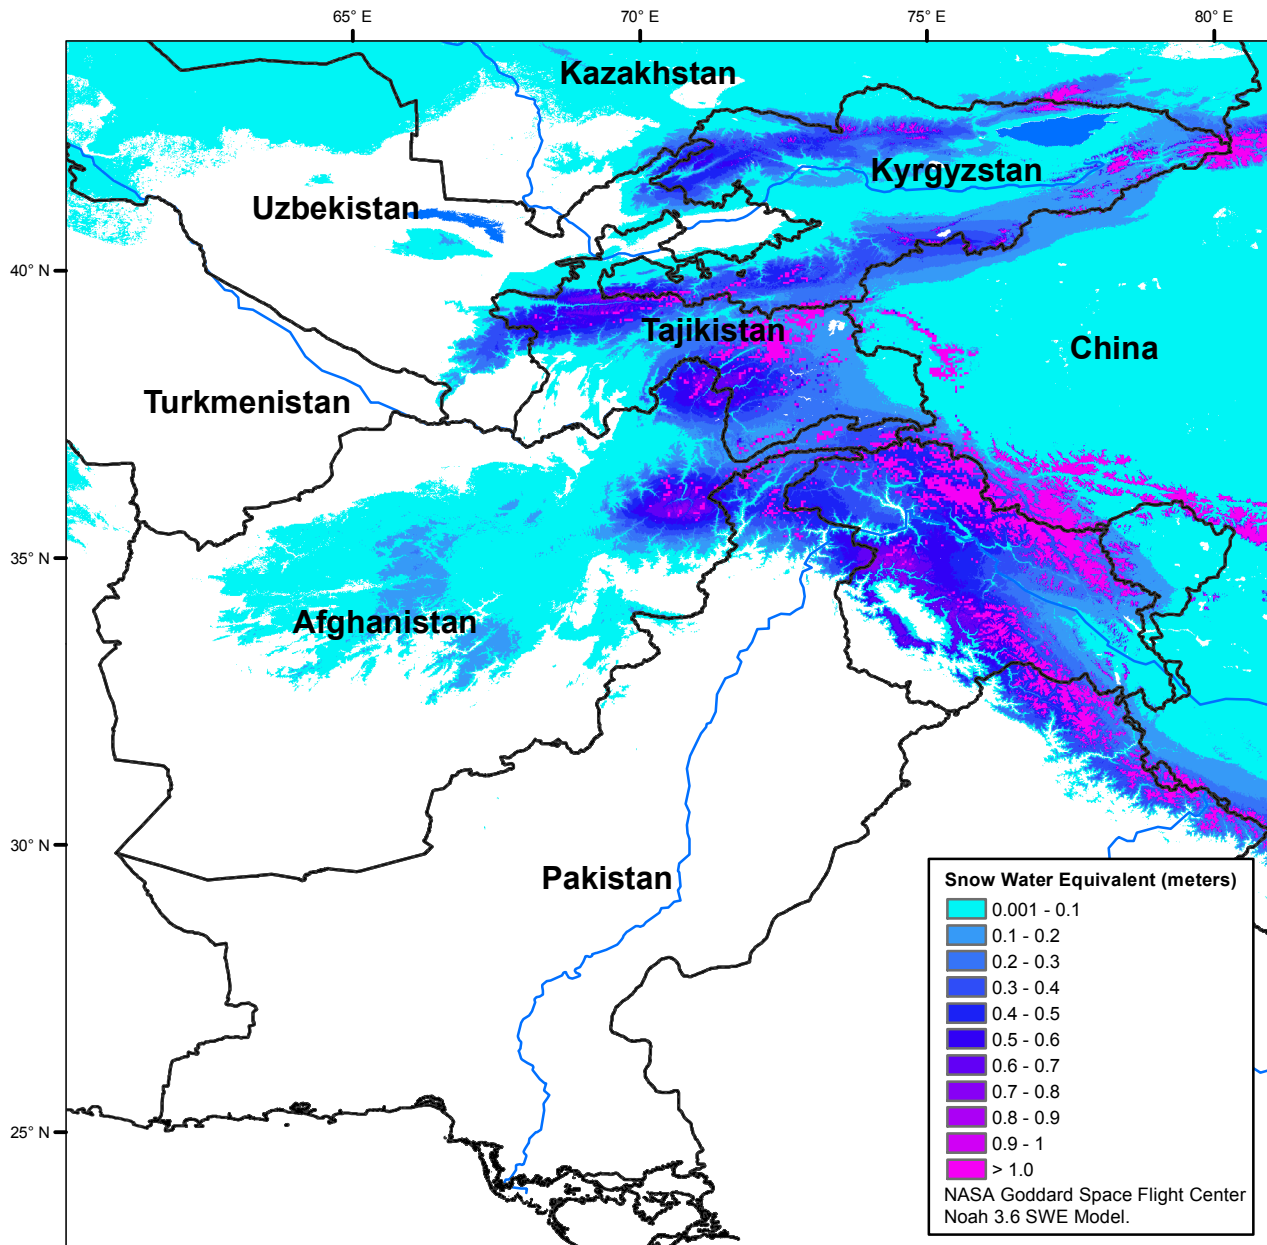 65° E
70° E
75° E
80° E
Kazakhstan
Kyrgyzstan
Uzbekistan
40° N
Tajikistan
China
Turkmenistan
35° N
Afghanistan
30° N
Pakistan
25° N
Snow Water Equivalent (meters)
0.001 - 0.1
0.1 - 0.2
0.2 - 0.3
0.3 - 0.4
0.4 - 0.5
0.5 - 0.6
0.6 - 0.7
0.7 - 0.8
0.8 - 0.9
0.9 - 1
> 1.0
NASA Goddard Space Flight Center
Noah 3.6 SWE Model.